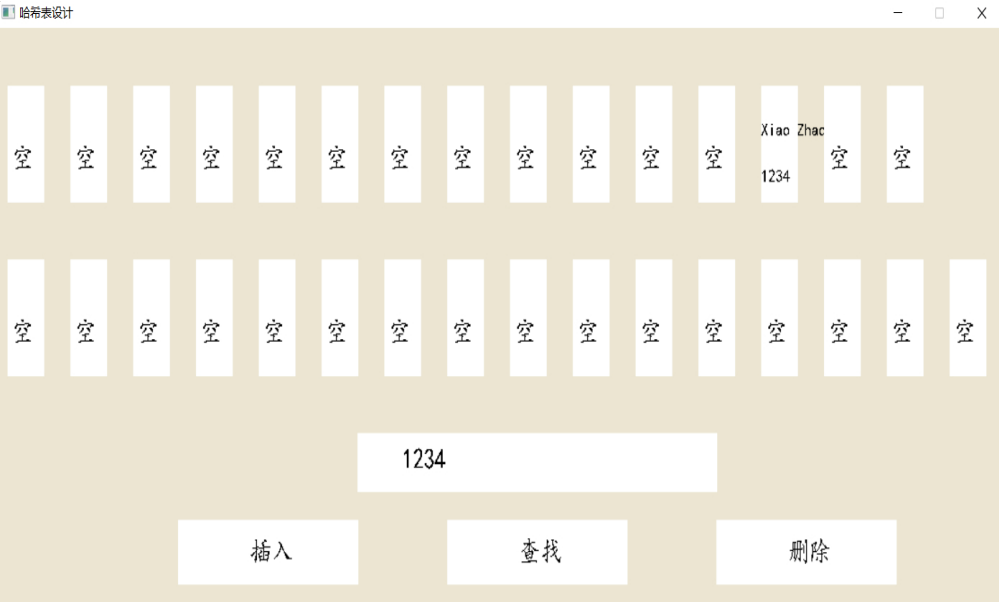 哈希表设计
空 空 空 空 空 空 空 空 空 空 空 空 Xiao Zhao 空 空
1234
空 空 空 空 空 空 空 空 空 空 空 空 空 空 空 空
1234
插入 查找 删除